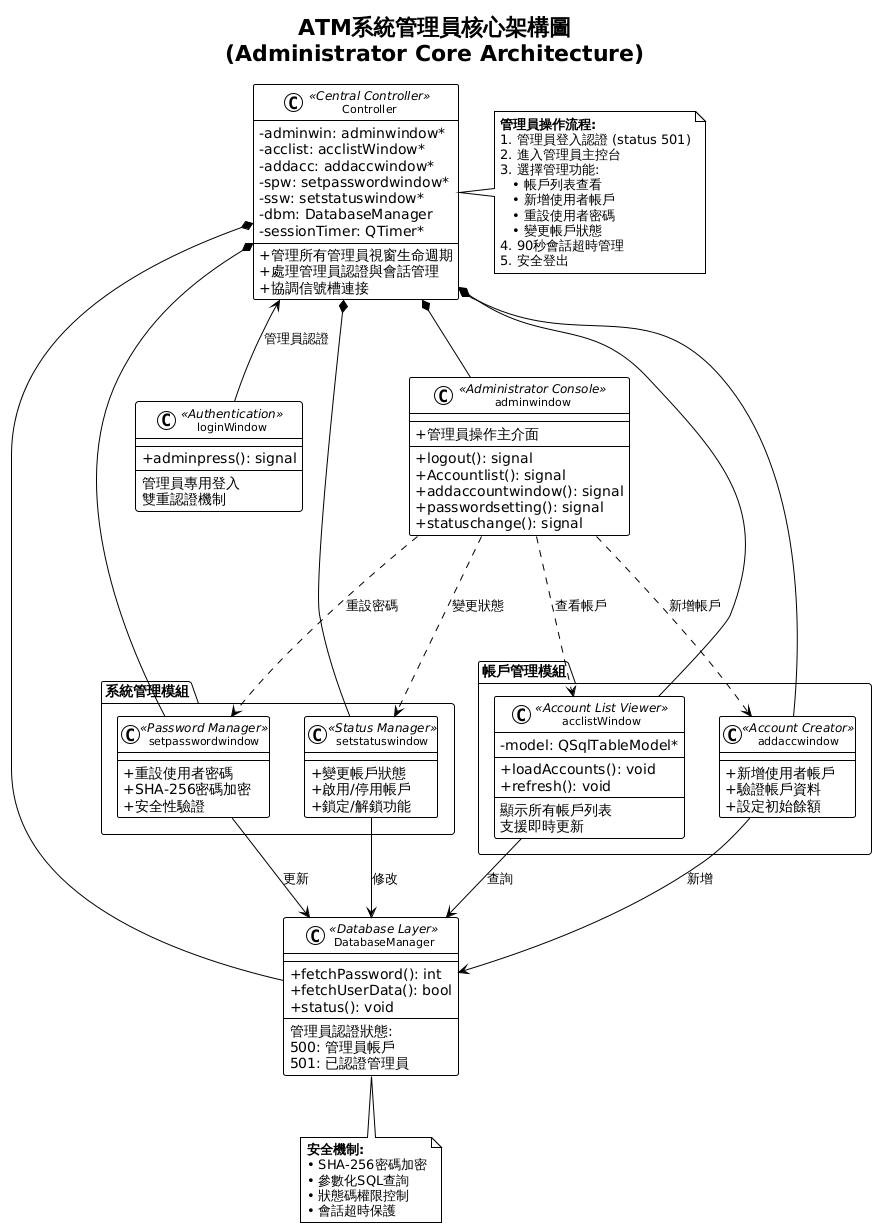 ATM系統管理員核心架構圖
(Administrator Core Architecture)
C
«Central Controller»
Controller
-adminwin: adminwindow*
-acclist: acclistWindow*
-addacc: addaccwindow*
-spw: setpasswordwindow*
-ssw: setstatuswindow*
-dbm: DatabaseManager
-sessionTimer: QTimer*
+管理所有管理員視窗生命週期
+處理管理員認證與會話管理
+協調信號槽連接
管理員操作流程:
1. 管理員登入認證 (status 501)
2. 進入管理員主控台
3. 選擇管理功能:
• 帳戶列表查看
• 新增使用者帳戶
• 重設使用者密碼
• 變更帳戶狀態
4. 90秒會話超時管理
5. 安全登出
管理員認證
C
«Authentication»
loginWindow
+adminpress(): signal
管理員專用登入
雙重認證機制
C
«Administrator Console»
adminwindow
+管理員操作主介面
+logout(): signal
+Accountlist(): signal
+addaccountwindow(): signal
+passwordsetting(): signal
+statuschange(): signal
重設密碼
變更狀態
查看帳戶
新增帳戶
系統管理模組
C
«Password Manager»
setpasswordwindow
+重設使用者密碼
+SHA-256密碼加密
+安全性驗證
C
«Status Manager»
setstatuswindow
+變更帳戶狀態
+啟用/停用帳戶
+鎖定/解鎖功能
帳戶管理模組
C
«Account List Viewer»
acclistWindow
-model: QSqlTableModel*
+loadAccounts(): void
+refresh(): void
顯示所有帳戶列表
支援即時更新
C
«Account Creator»
addaccwindow
+新增使用者帳戶
+驗證帳戶資料
+設定初始餘額
更新
修改
查詢
新增
C
«Database Layer»
DatabaseManager
+fetchPassword(): int
+fetchUserData(): bool
+status(): void
管理員認證狀態:
500: 管理員帳戶
501: 已認證管理員
安全機制:
• SHA-256密碼加密
• 參數化SQL查詢
• 狀態碼權限控制
• 會話超時保護